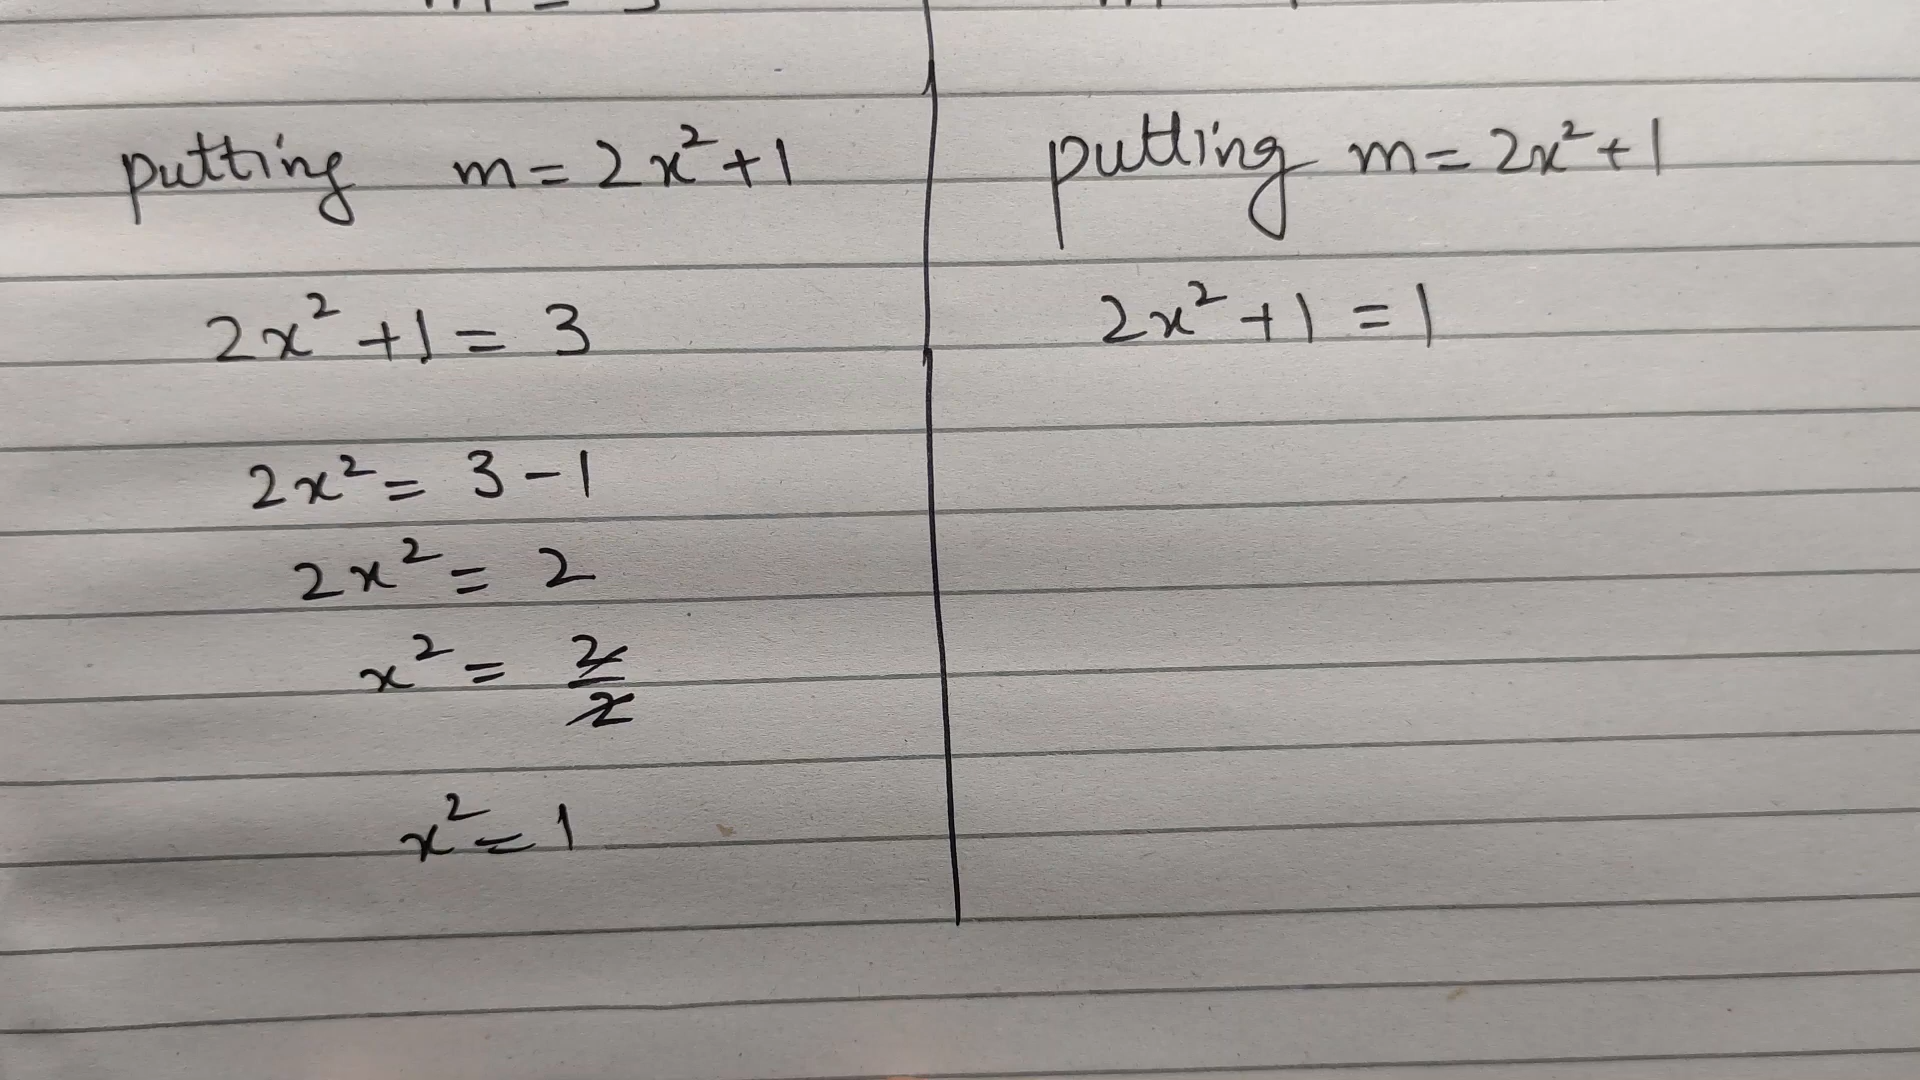 putting m = 2x² + 1
2x² + 1 = 3
2x² = 3 - 1
2x² = 2
x² = 2/2
x² = 1
putting m = 2x² + 1
2x² + 1 = 1